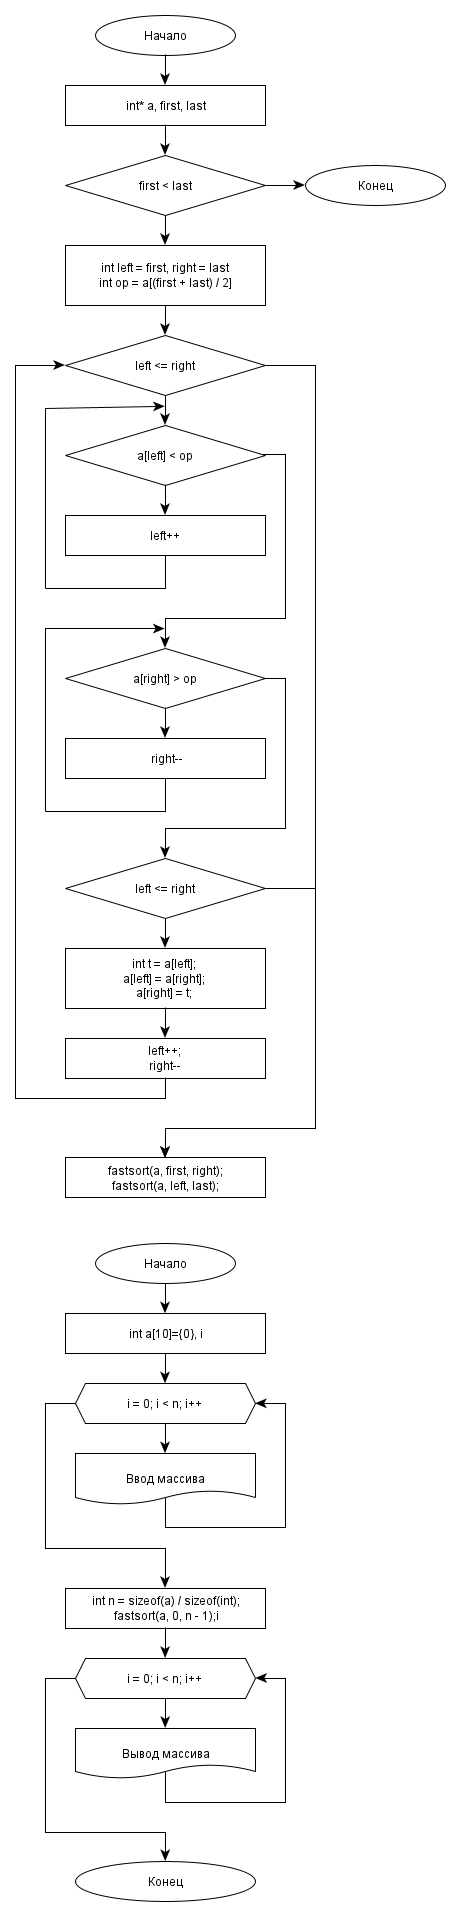 Начало
int* a, first, last
first < last
Конец
int left = first, right = last
int op = a[(first + last) / 2]
left <= right
a[left] < op
left++
a[right] > op
right--
left <= right
int t = a[left];
a[left] = a[right];
a[right] = t;
left++;
right--
fastsort(a, first, right);
fastsort(a, left, last);
Начало
int a[10]={0}, i
i = 0; i < n; i++
Ввод массива
int n = sizeof(a) / sizeof(int);
fastsort(a, 0, n - 1);i
i = 0; i < n; i++
Вывод массива
Конец